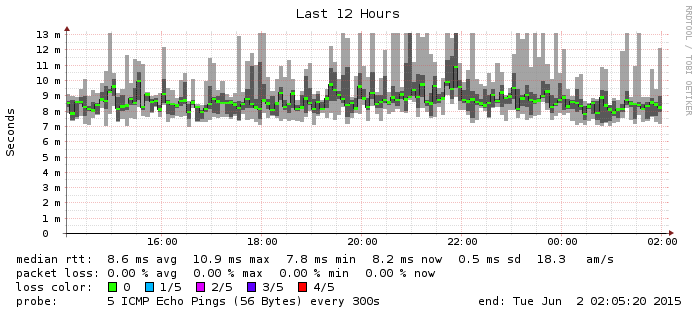 Last 12 Hours
RRDTOOL / TOBI OETIKER
Seconds
13 m
12 m
11 m
10 m
9 m
8 m
7 m
6 m
5 m
4 m
3 m
2 m
1 m
0
16:00 18:00 20:00 22:00 00:00 02:00
median rtt: 8.6 ms avg 10.9 ms max 7.8 ms min 8.2 ms now 0.5 ms sd 18.3 am/s
packet loss: 0.00 % avg 0.00 % max 0.00 % min 0.00 % now
loss color: 0 1/5 2/5 3/5 4/5
probe: 5 ICMP Echo Pings (56 Bytes) every 300s end: Tue Jun 2 02:05:20 2015